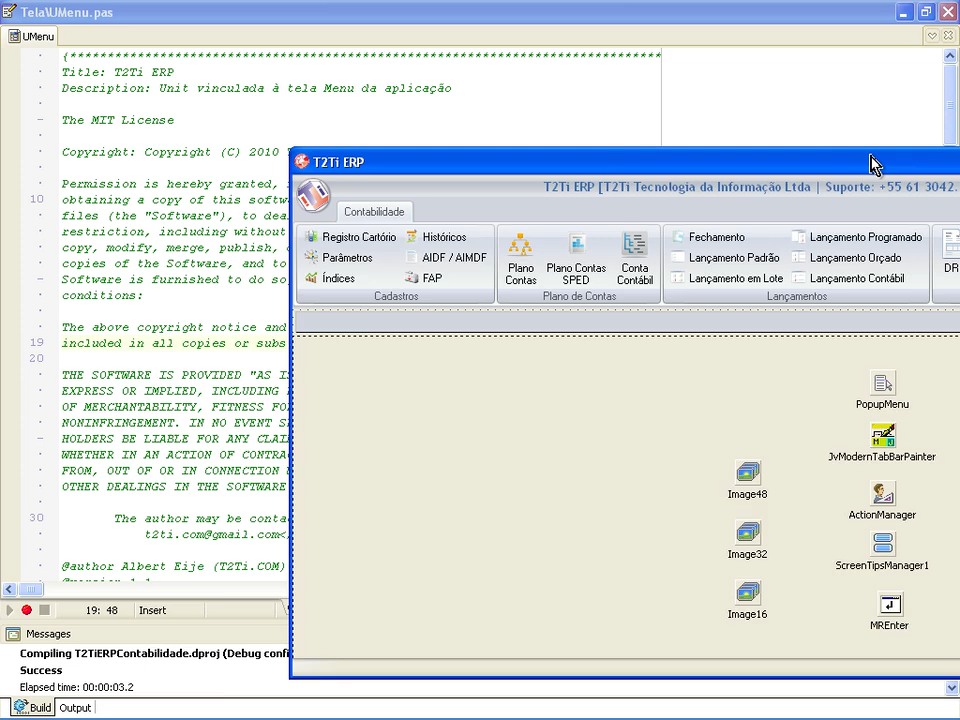 Tela\UMenu.pas
UMenu
{*******************************************************************************
Title: T2Ti ERP
Description: Unit vinculada à tela Menu da aplicação
The MIT License
Copyright: Copyright (C) 2010
Permission is hereby granted,
10 obtaining a copy of this
files (the "Software"), to
restriction, including without
copy, modify, merge, publish,
copies of the Software, and to
Software is furnished to do
conditions:
The above copyright notice and
19 included in all copies or
20
THE SOFTWARE IS PROVIDED "AS
EXPRESS OR IMPLIED, INCLUDING
OF MERCHANTABILITY, FITNESS
NONINFRINGEMENT. IN NO EVENT
HOLDERS BE LIABLE FOR ANY
WHETHER IN AN ACTION OF
FROM, OUT OF OR IN CONNECTION
OTHER DEALINGS IN THE SOFTWARE
30 The author may be
t2ti.com@gmail.com
@author Albert Eije (T2Ti.COM)
@version 1.1
19: 48 Insert
Messages
Compiling T2TiERPContabilidade.dproj (Debug
Success
Elapsed time: 00:00:03.2
Build Output
T2Ti ERP
T2Ti ERP [T2Ti Tecnologia da Informação Ltda | Suporte: +55 61 3042.
Contabilidade
Registro Cartório Históricos
Parâmetros AIDF / AIMDF
Índices FAP
Cadastros
Plano Contas
Plano Contas SPED
Conta Contábil
Plano de Contas
Fechamento Lançamento Programado
Lançamento Padrão Lançamento Orçado
Lançamento em Lote Lançamento Contábil
Lançamentos
DR
PopupMenu
JvModernTabBarPainter
Image48
ActionManager
Image32
ScreenTipsManager1
Image16
MREnter